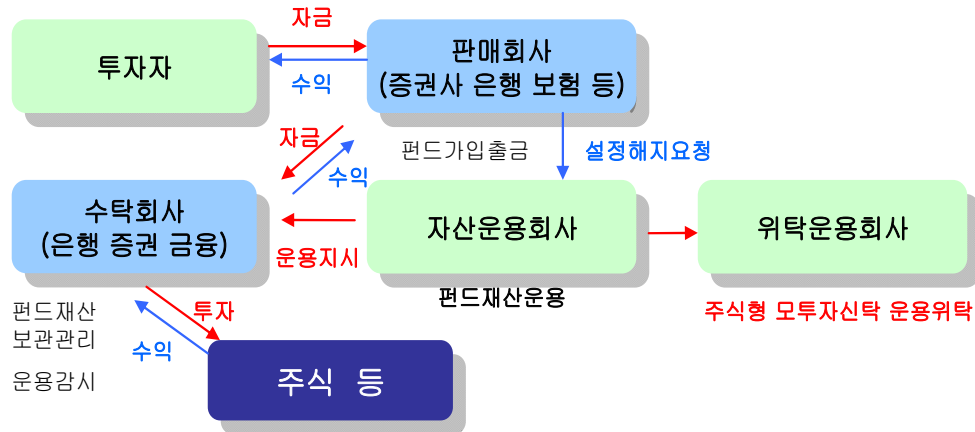 자금
투자자
판매회사
(증권사 은행 보험 등)
수익
자금
펀드가입출금
설정해지요청
수익
수탁회사
(은행 증권 금융)
자산운용회사
위탁운용회사
운용지시
펀드재산운용
펀드재산
보관관리
투자
주식형 모투자신탁 운용위탁
수익
운용감시
주식 등